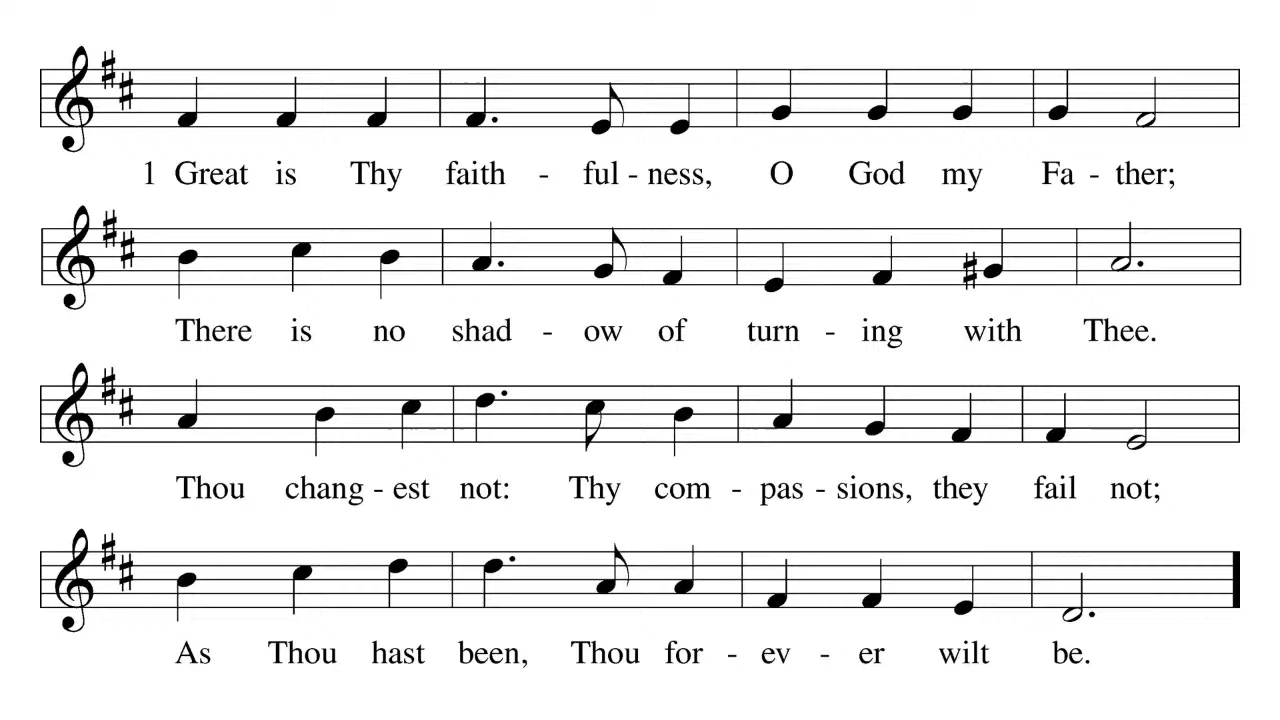 1 Great is Thy faith - ful - ness, O God my Fa - ther;
There is no shad - ow of turn - ing with Thee.
Thou chang - est not: Thy com - pas - sions, they fail not;
As Thou hast been, Thou for - ev - er wilt be.